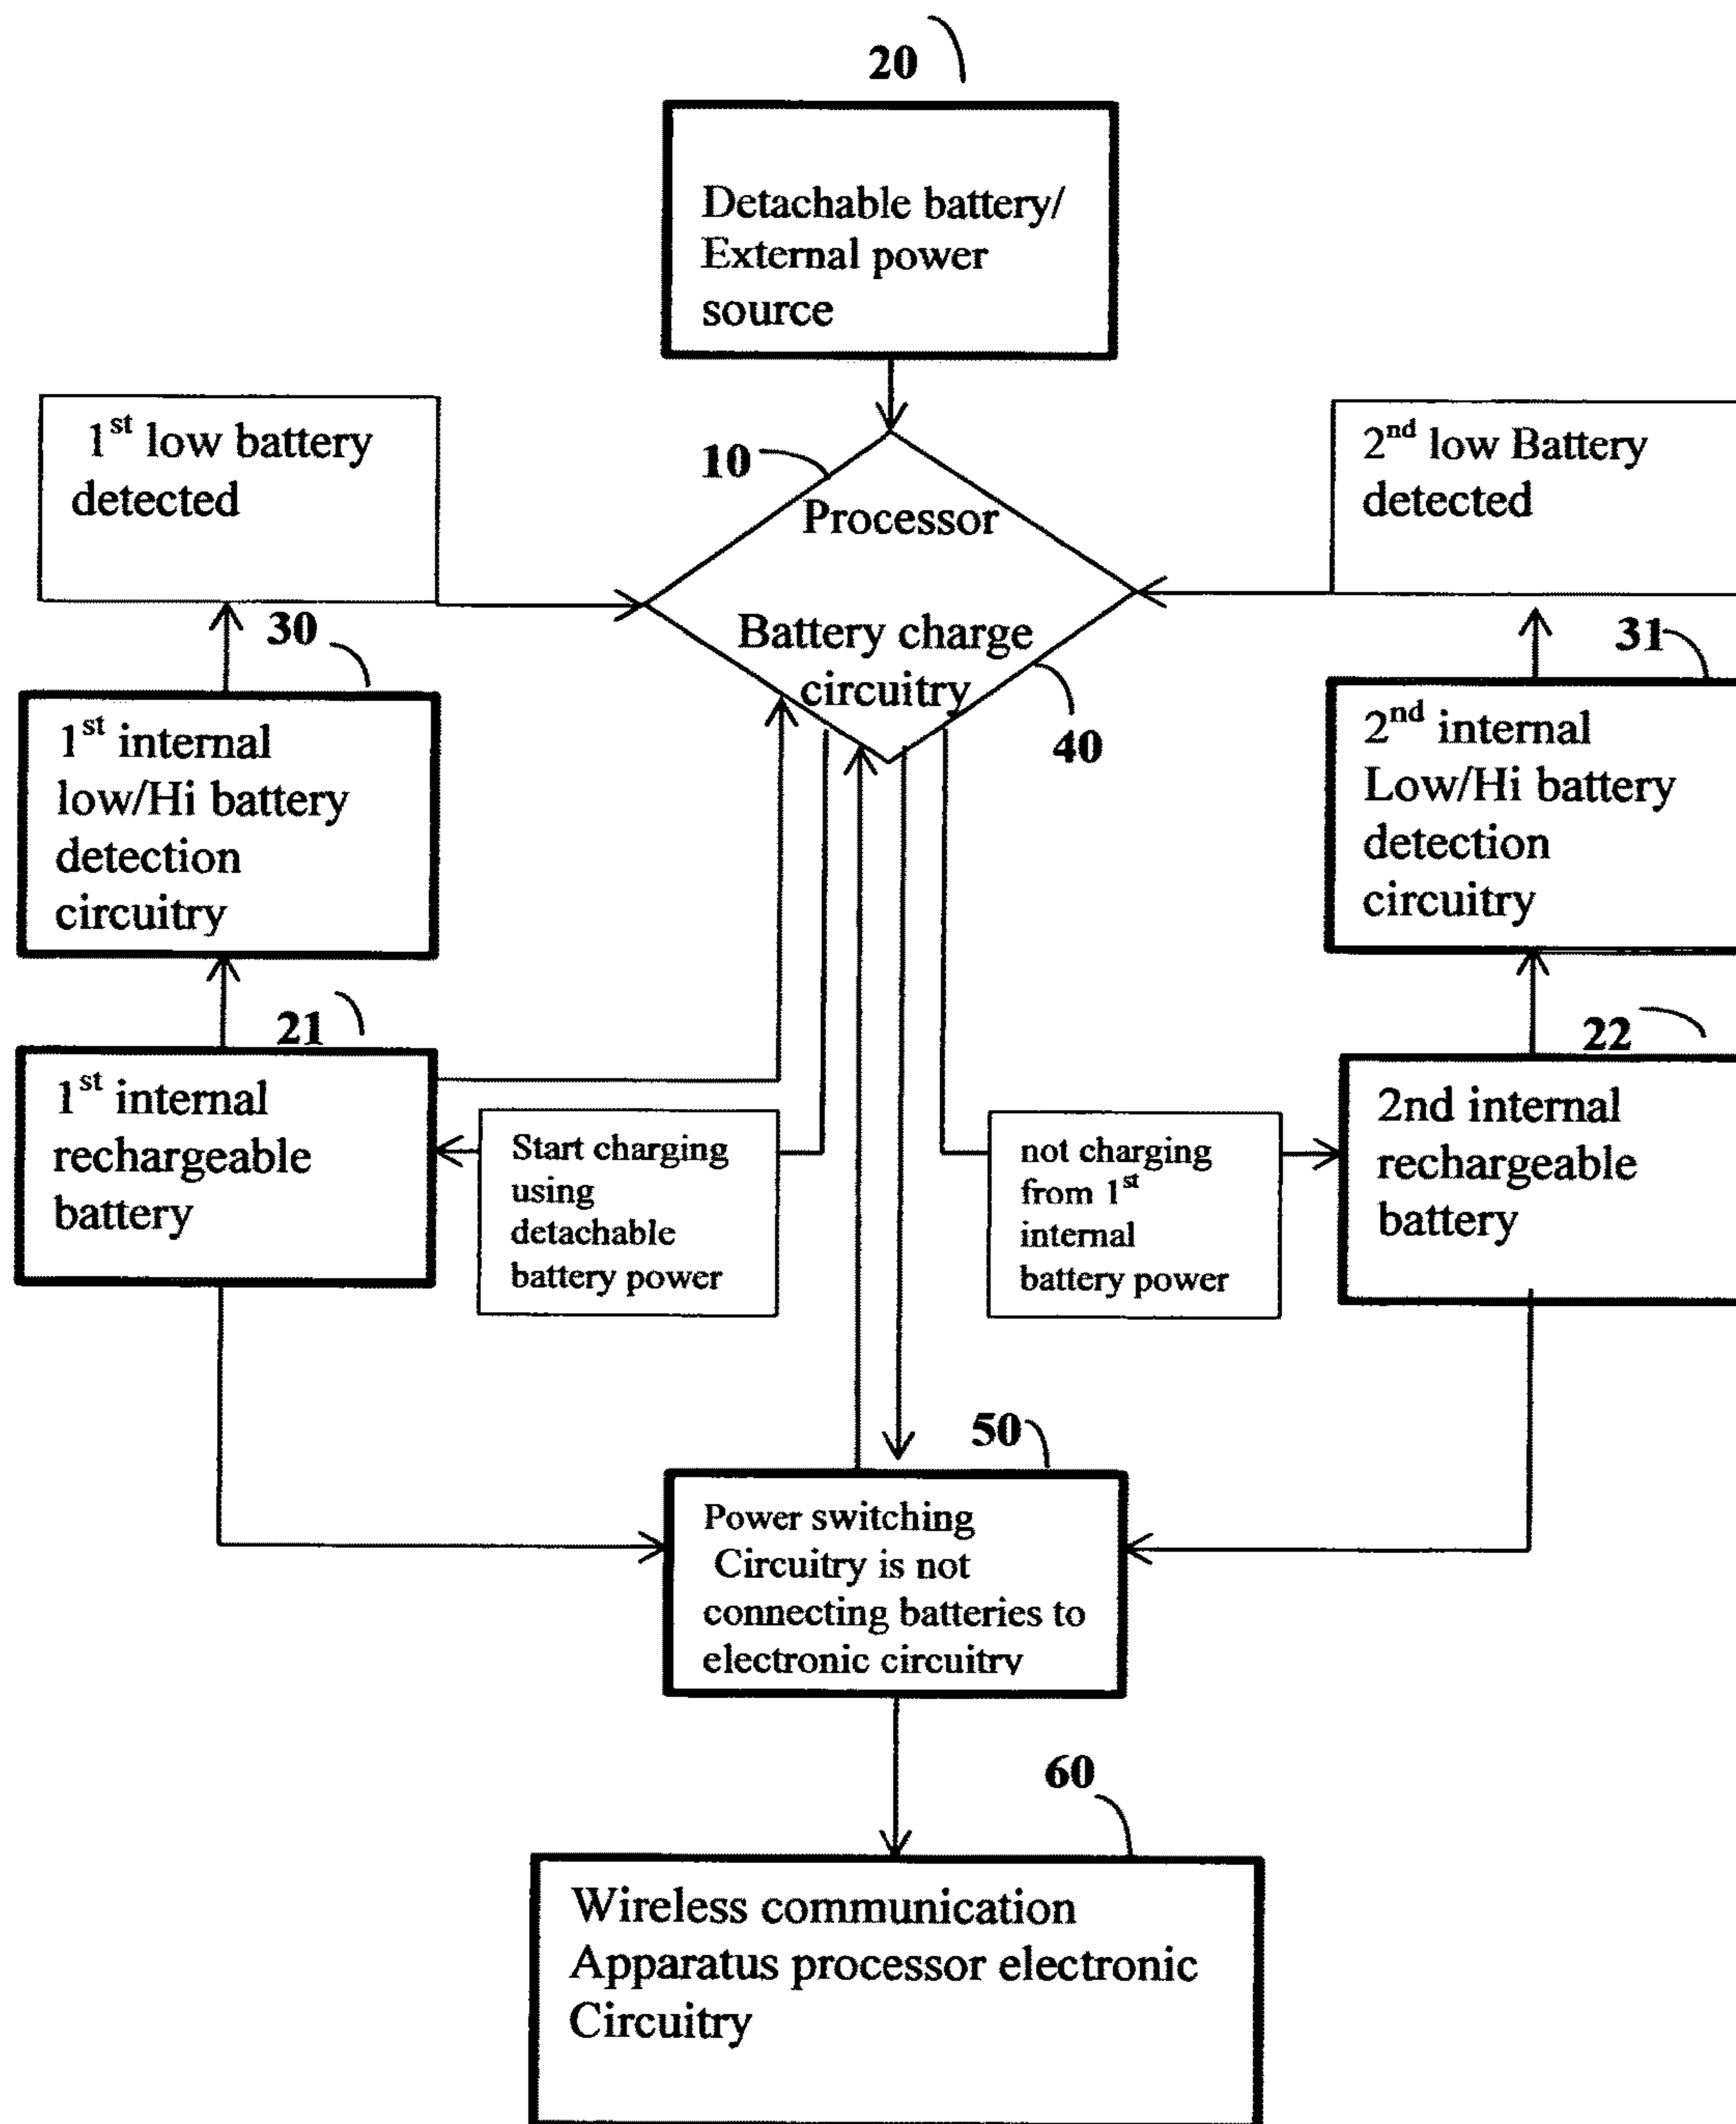 20
Detachable battery/
External power
source
1st low battery
detected
10
Processor
Battery charge
circuitry
40
2nd low Battery
detected
30
1st internal
low/Hi battery
detection
circuitry
31
2nd internal
Low/Hi battery
detection
circuitry
21
1st internal
rechargeable
battery
Start charging
using
detachable
battery power
not charging
from 1st
internal
battery power
22
2nd internal
rechargeable
battery
50
Power switching
Circuitry is not
connecting batteries to
electronic circuitry
60
Wireless communication
Apparatus processor electronic
Circuitry